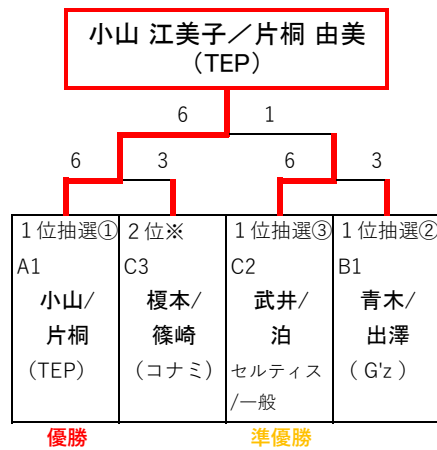 小山 江美子／片桐 由美
（TEP）
6 1
6 3 6 3
1位抽選① 2位※ 1位抽選③ 1位抽選②
A1 C3 C2 B1
小山/ 榎本/ 武井/ 青木/
片桐 篠崎 泊 出澤
（TEP） （コナミ） セルティス （ G'z ）
/一般
優勝 準優勝